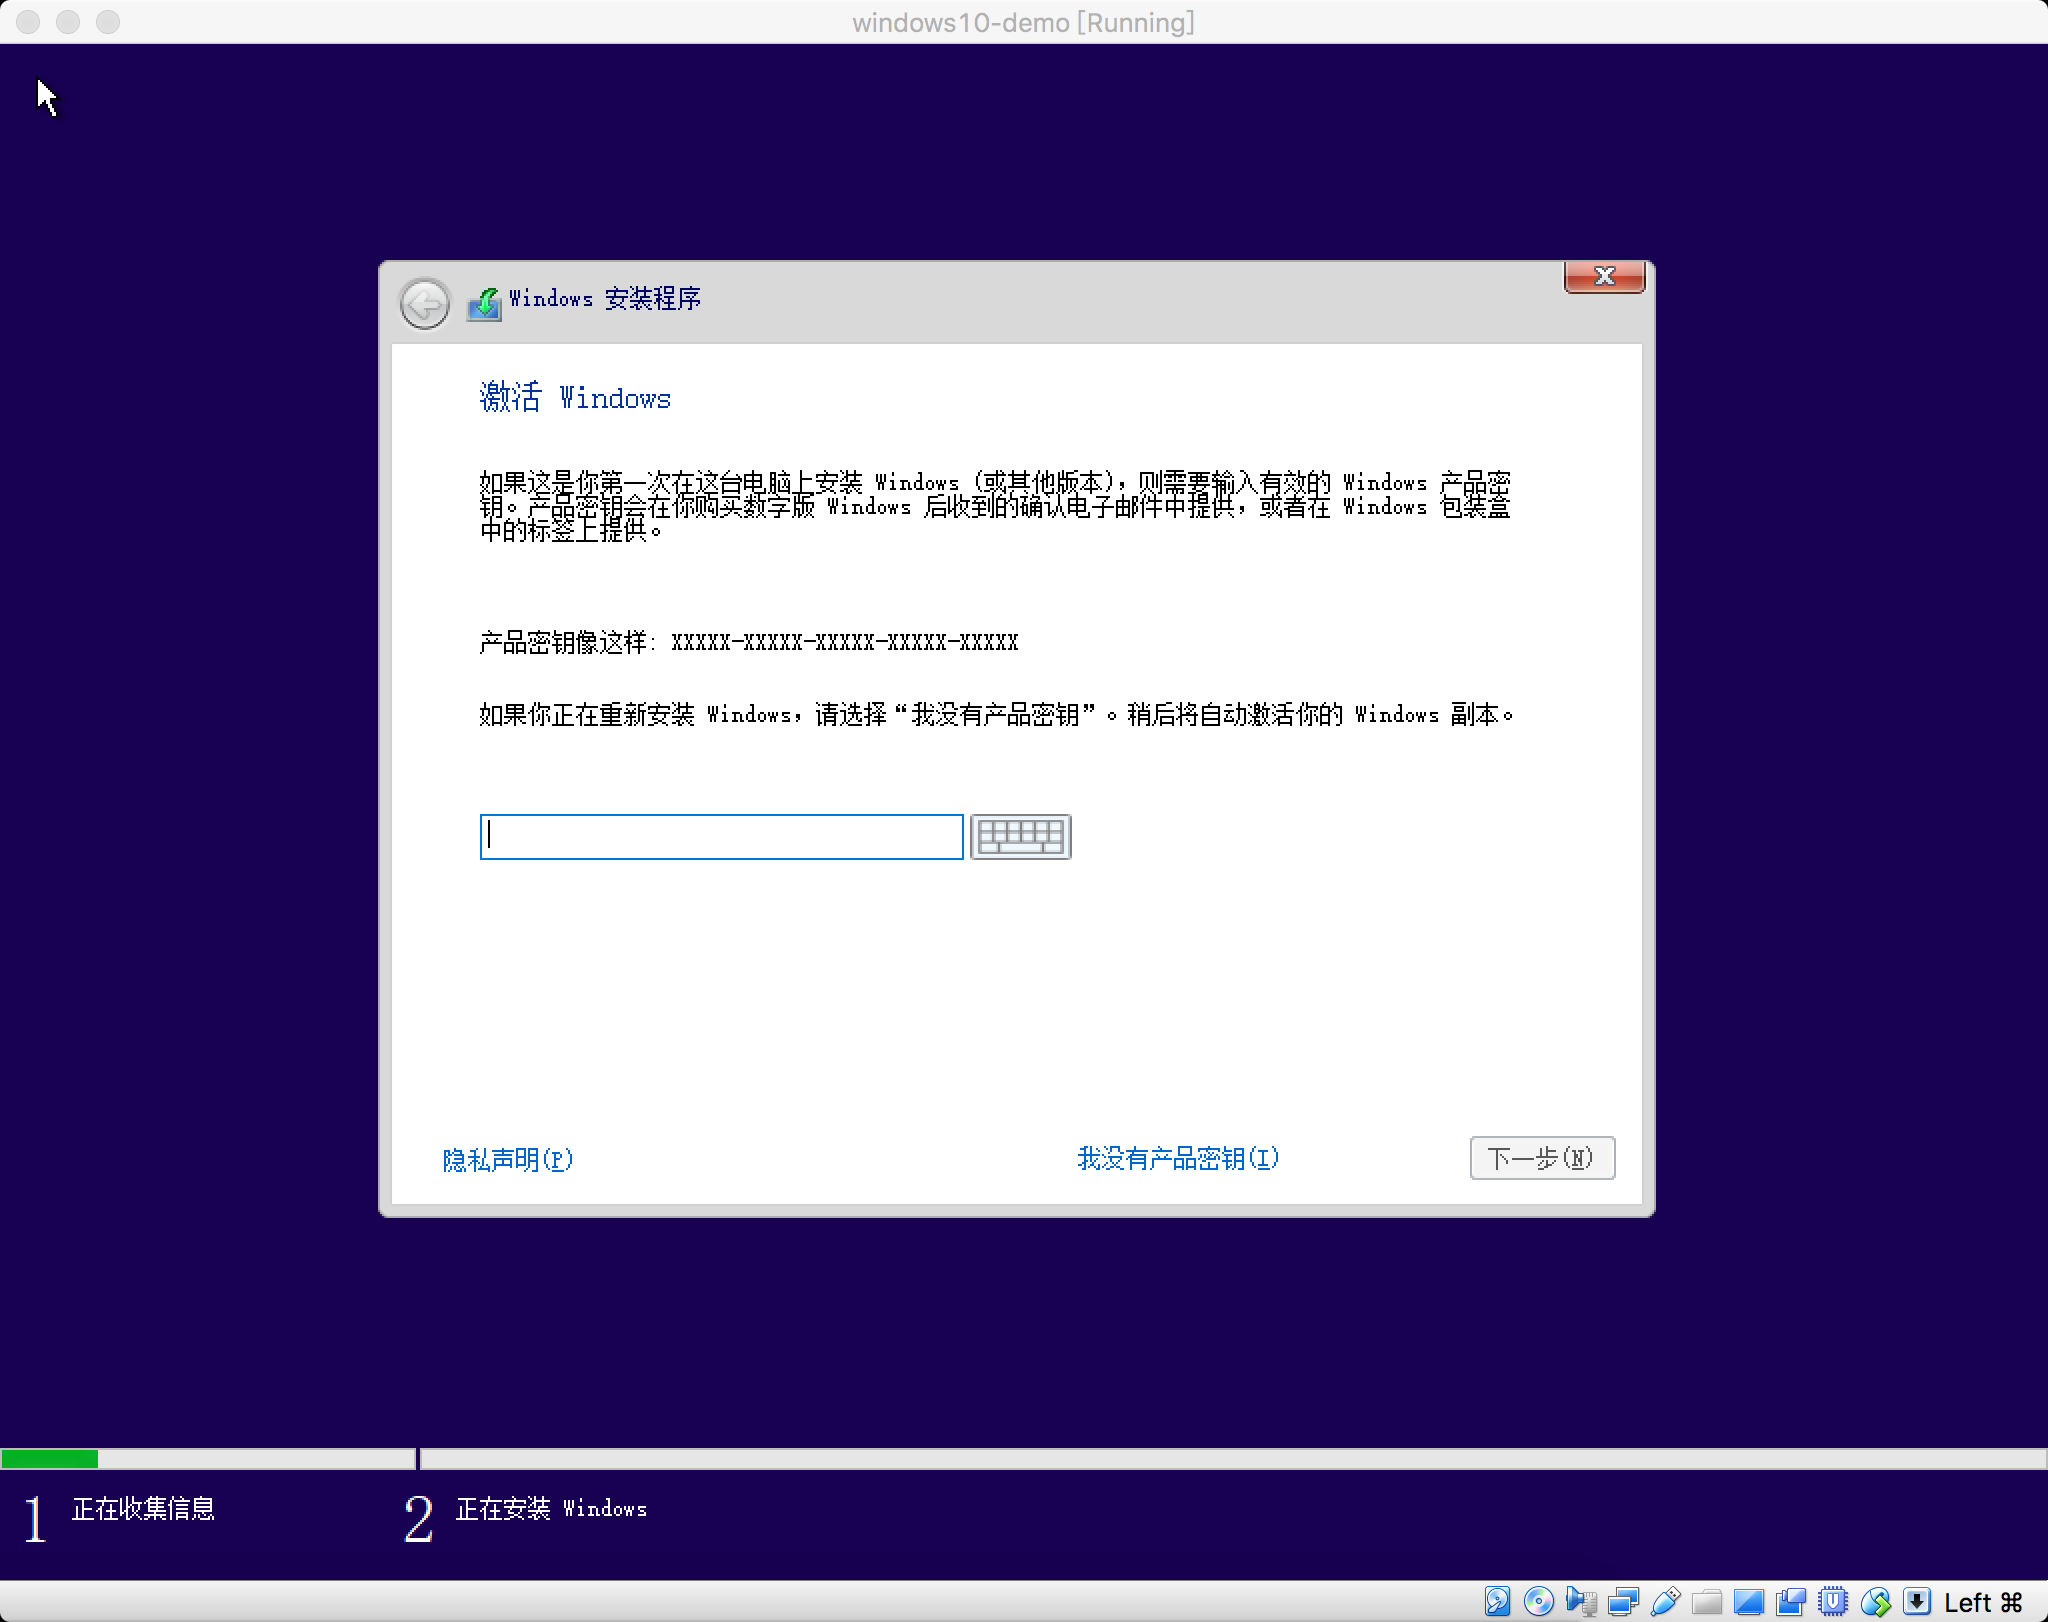 windows10-demo [Running]
Windows 安装程序
激活 Windows
如果这是你第一次在这台电脑上安装 Windows (或其他版本)，则需要输入有效的 Windows 产品密
钥。产品密钥会在你购买数字版 Windows 后收到的确认电子邮件中提供，或者在 Windows 包装盒
中的标签上提供。
产品密钥像这样: XXXXX-XXXXX-XXXXX-XXXXX-XXXXX
如果你正在重新安装 Windows，请选择“我没有产品密钥”。稍后将自动激活你的 Windows 副本。
隐私声明(P)
我没有产品密钥(I)
下一步(N)
1 正在收集信息
2 正在安装 Windows
Left ⌘